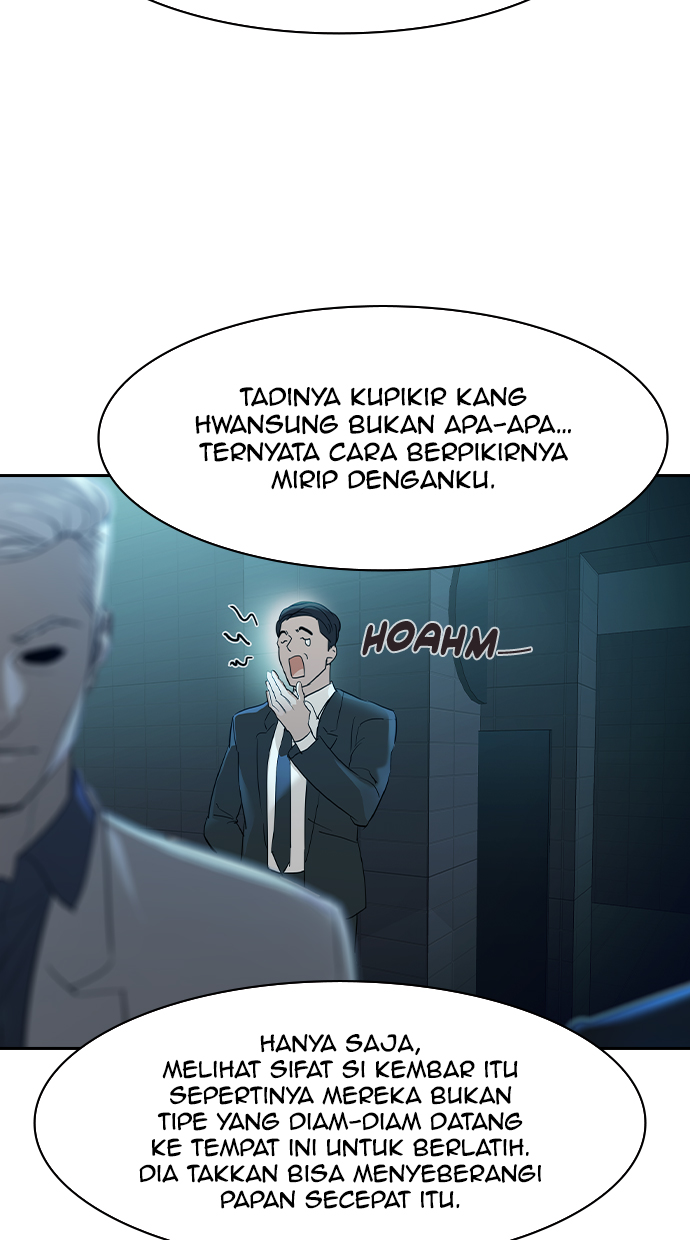 TADINYA KUPIKIR KANG
HWANSUNG BUKAN APA-APA...
TERNYATA CARA BERPIKIRNYA
MIRIP DENGANKU.
HOAHM__
HANYA SAJA,
MELIHAT SIFAT SI KEMBAR ITU
SEPERTINYA MEREKA BUKAN
TIPE YANG DIAM-DIAM DATANG
KE TEMPAT INI UNTUK BERLATIH.
DIA TAKKAN BISA MENYEBERANGI
PAPAN SECEPAT ITU.